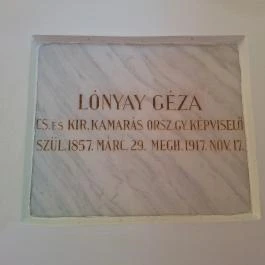 LÓNYAY GÉZA
CS. ÉS KIR. KAMARÁS ORSZ. GY. KÉPVISELŐ
SZÜL. 1857. MÁRC. 29. MEGH. 1917. NOV. 17.